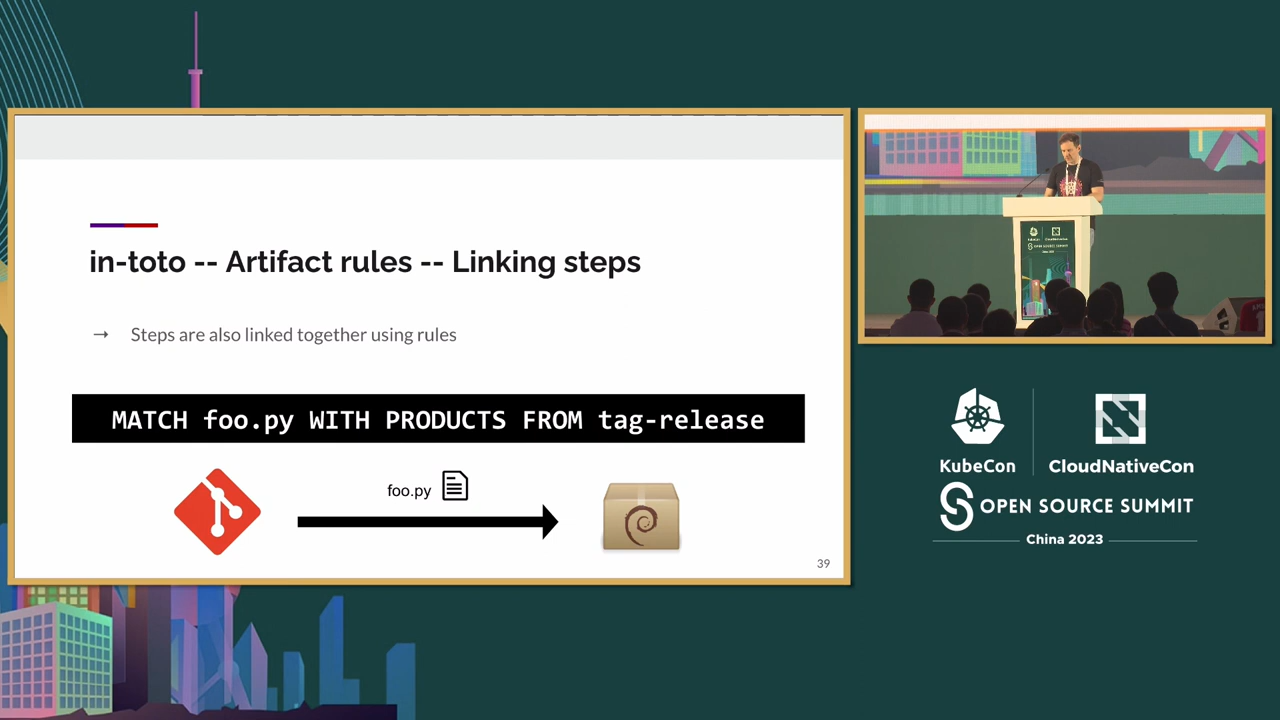 in-toto -- Artifact rules -- Linking steps
→ Steps are also linked together using rules
MATCH foo.py WITH PRODUCTS FROM tag-release
foo.py
39
KubeCon
CloudNativeCon
OPEN SOURCE SUMMIT
China 2023